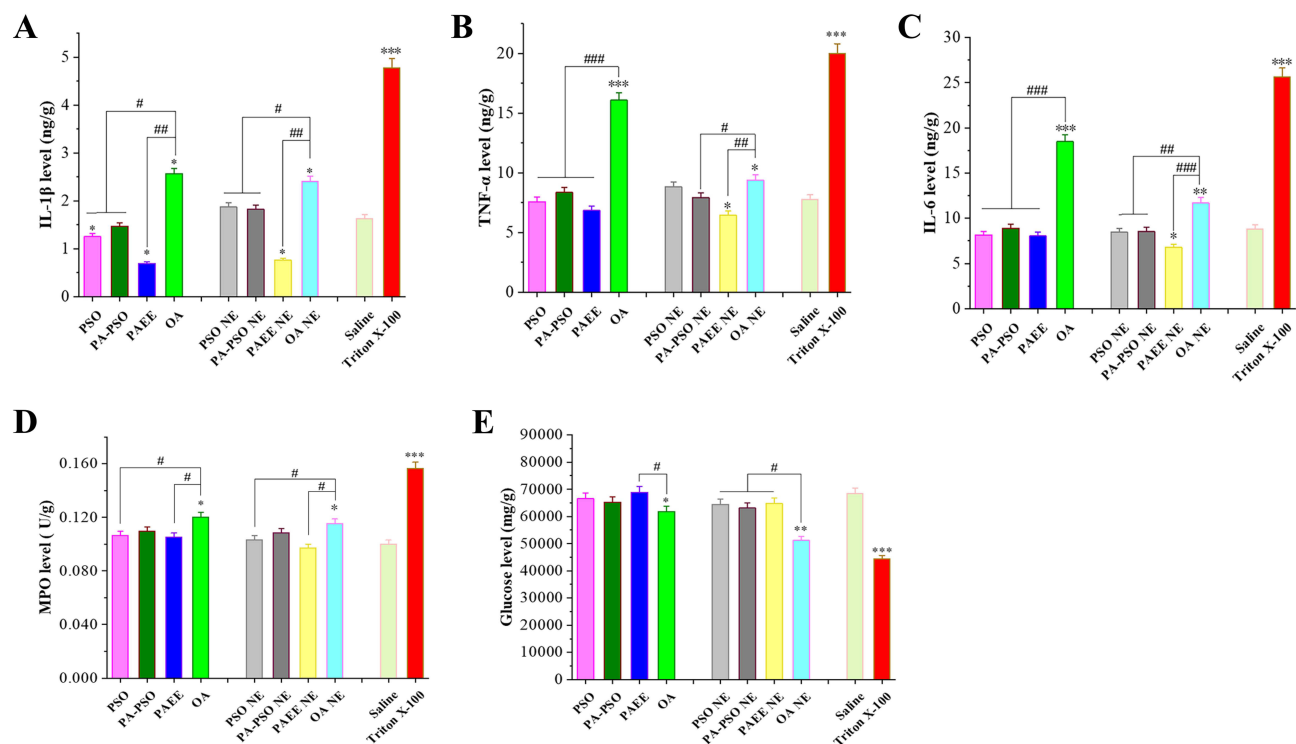 A
IL-1β level (ng/g)
5
4
3
2
1
0
#
##
*
*
*
#
##
*
*
***
PSO
PA-PSO
PAEE
OA
PSO NE
PA-PSO NE
PAEE NE
OA NE
Saline
Triton X-100
B
TNF-α level (ng/g)
20
15
10
5
0
###
***
#
##
*
*
***
PSO
PA-PSO
PAEE
OA
PSO NE
PA-PSO NE
PAEE NE
OA NE
Saline
Triton X-100
C
IL-6 level (ng/g)
30
25
20
15
10
5
0
###
***
##
###
*
**
***
PSO
PA-PSO
PAEE
OA
PSO NE
PA-PSO NE
PAEE NE
OA NE
Saline
Triton X-100
D
MPO level ( U/g)
0.160
0.120
0.080
0.040
0.000
#
#
*
#
#
*
***
PSO
PA-PSO
PAEE
OA
PSO NE
PA-PSO NE
PAEE NE
OA NE
Saline
Triton X-100
E
Glucose level (mg/g)
90000
80000
70000
60000
50000
40000
30000
20000
10000
0
#
*
#
**
***
PSO
PA-PSO
PAEE
OA
PSO NE
PA-PSO NE
PAEE NE
OA NE
Saline
Triton X-100